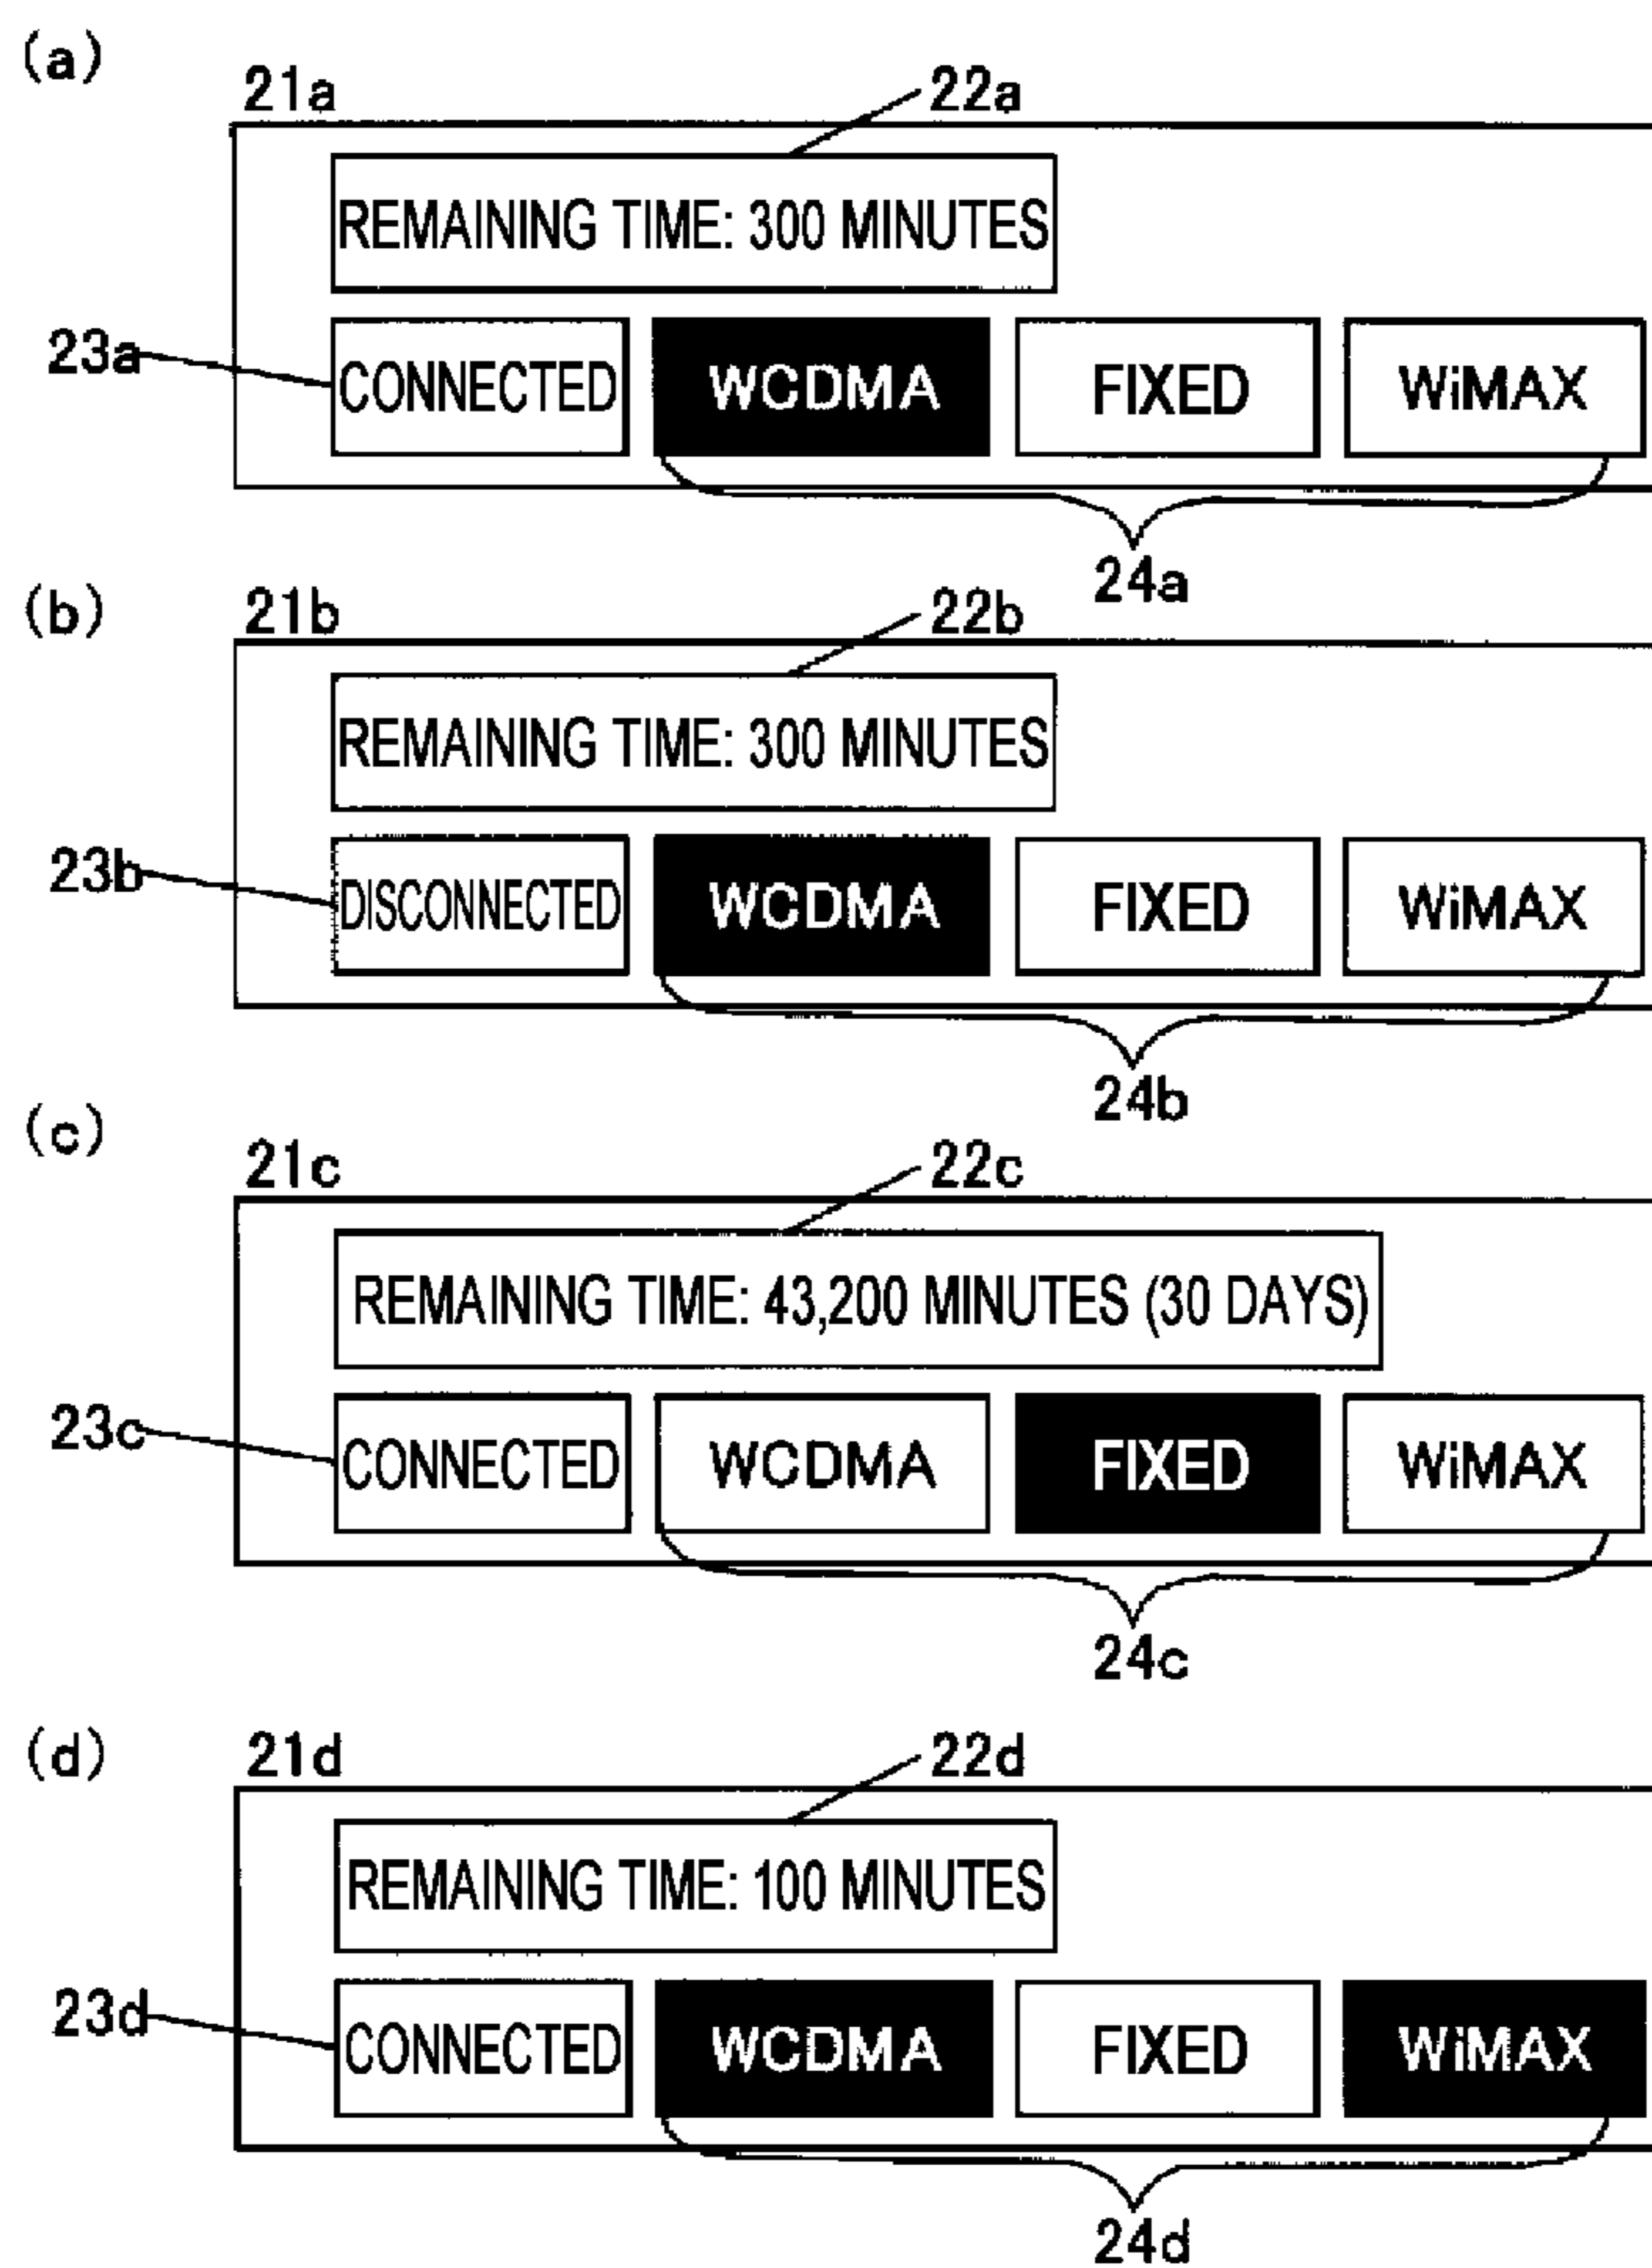 (a)
21a 22a
REMAINING TIME: 300 MINUTES
23a CONNECTED WCDMA FIXED WiMAX
24a
(b) 21b 22b
REMAINING TIME: 300 MINUTES
23b DISCONNECTED WCDMA FIXED WiMAX
24b
(c)
21c 22c
REMAINING TIME: 43,200 MINUTES (30 DAYS)
23c CONNECTED WCDMA FIXED WiMAX
24c
(d) 21d 22d
REMAINING TIME: 100 MINUTES
23d CONNECTED WCDMA FIXED WiMAX
24d